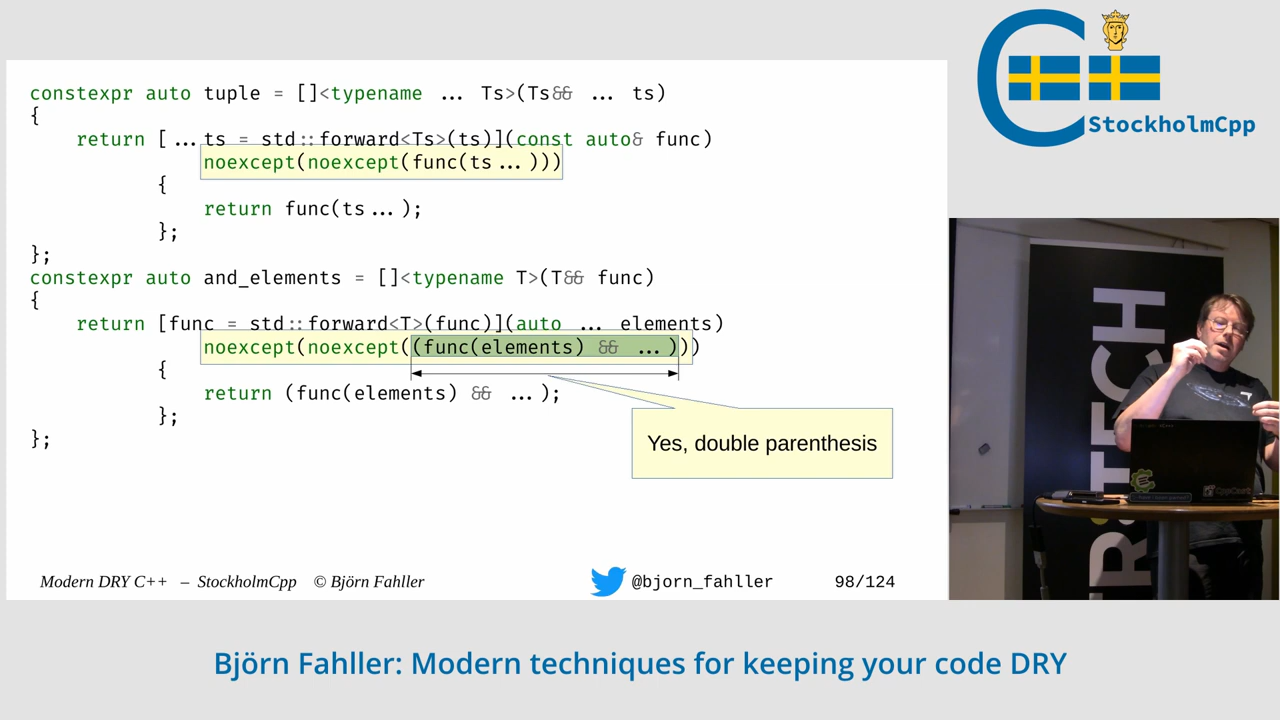 constexpr auto tuple = []<typename ... Ts>(Ts&& ... ts)
{
return [...ts = std::forward<Ts>(ts)](const auto& func)
noexcept(noexcept(func(ts...)))
{
return func(ts...);
};
};
constexpr auto and_elements = []<typename T>(T&& func)
{
return [func = std::forward<T>(func)](auto ... elements)
noexcept(noexcept((func(elements) && ...)))
{
return (func(elements) && ...);
};
};
Yes, double parenthesis
Modern DRY C++ – StockholmCpp © Björn Fahller
@bjorn_fahller
98/124
StockholmCpp
Björn Fahller: Modern techniques for keeping your code DRY